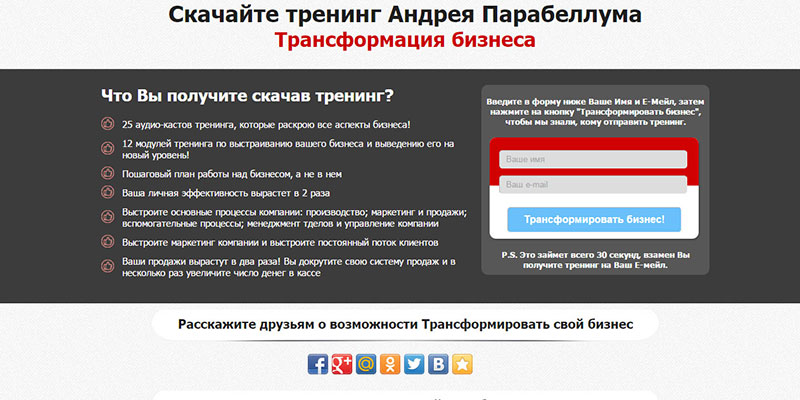 Скачайте тренинг Андрея Парабеллума
Трансформация бизнеса
Что Вы получите скачав тренинг?
25 аудио-кастов тренинга, которые раскрою все аспекты бизнеса!
12 модулей тренинга по выстраиванию вашего бизнеса и выведению его на
новый уровень!
Пошаговый план работы над бизнесом, а не в нем
Ваша личная эффективность вырастет в 2 раза
Выстроите основные процессы компании: производство; маркетинг и продажи;
вспомогательные процессы; менеджмент тделов и управление компании
Выстроите маркетинг компании и выстроите постоянный поток клиентов
Ваши продажи вырастут в два раза! Вы докрутите свою систему продаж и в
несколько раз увеличите число денег в кассе
Введите в форму ниже Ваше Имя и Е-Мейл, затем
нажмите на кнопку "Трансформировать бизнес",
чтобы мы знали, кому отправить тренинг.
Ваше имя
Ваш e-mail
Трансформировать бизнес!
P.S. Это займет всего 30 секунд, взамен Вы
получите тренинг на Ваш Е-мейл.
Расскажите друзьям о возможности Трансформировать свой бизнес